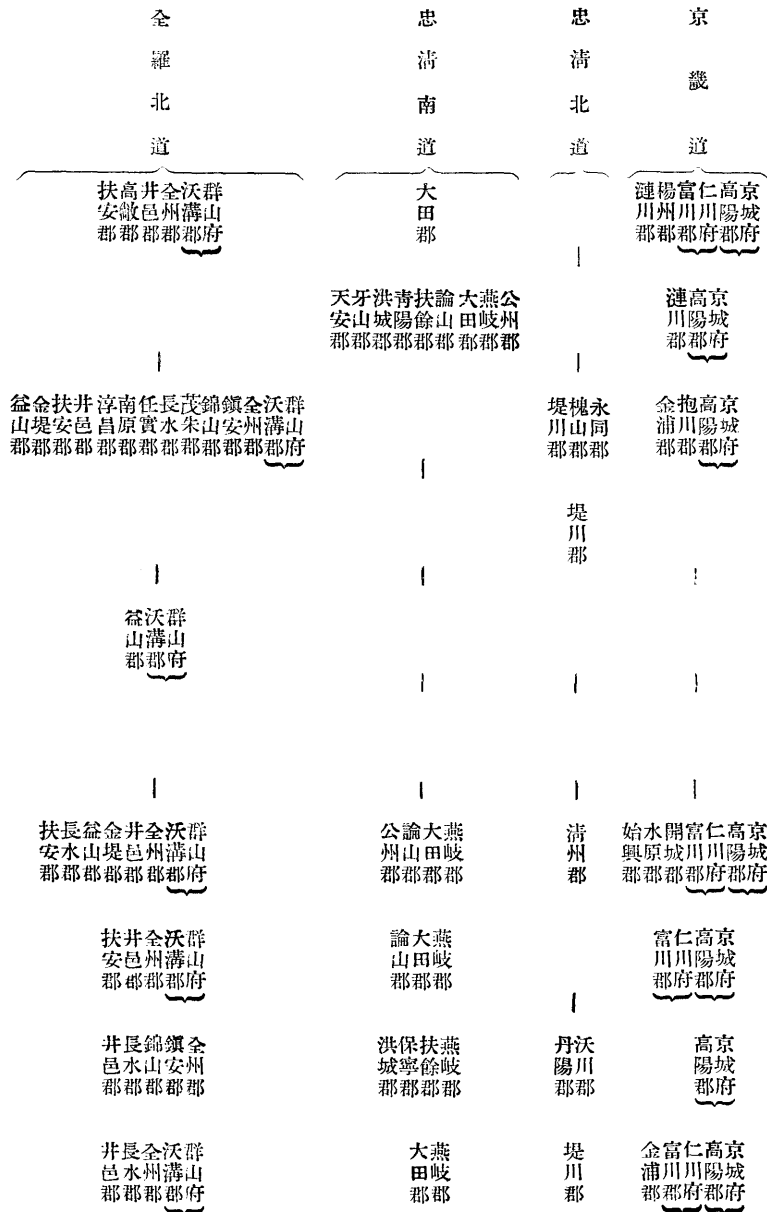 京畿道
京城府
高陽郡
仁川府
富川郡
楊州郡
漣川郡
京城府
高陽郡
漣川郡
京城府
高陽郡
抱川郡
金浦郡
京城府
高陽郡
仁川府
富川郡
開城郡
水原郡
始興郡
京城府
高陽郡
仁川府
富川郡
京城府
高陽郡
京城府
高陽郡
仁川府
富川郡
金浦郡
忠淸北道
永同郡
槐山郡
堤川郡
堤川郡
淸州郡
沃川郡
丹陽郡
堤川郡
忠淸南道
大田郡
公州郡
燕岐郡
大田郡
論山郡
扶餘郡
靑陽郡
洪城郡
牙山郡
天安郡
燕岐郡
大田郡
論山郡
公州郡
燕岐郡
大田郡
論山郡
燕岐郡
扶餘郡
保寧郡
洪城郡
燕岐郡
大田郡
全羅北道
群山府
沃溝郡
全州郡
井邑郡
高敞郡
扶安郡
群山府
沃溝郡
全州郡
鎭安郡
錦山郡
茂朱郡
長水郡
任實郡
南原郡
淳昌郡
井邑郡
扶安郡
金堤郡
益山郡
群山府
沃溝郡
益山郡
群山府
沃溝郡
全州郡
井邑郡
金堤郡
益山郡
長水郡
扶安郡
群山府
沃溝郡
全州郡
井邑郡
扶安郡
全州郡
鎭安郡
錦山郡
長水郡
井邑郡
群山府
沃溝郡
全州郡
長水郡
井邑郡